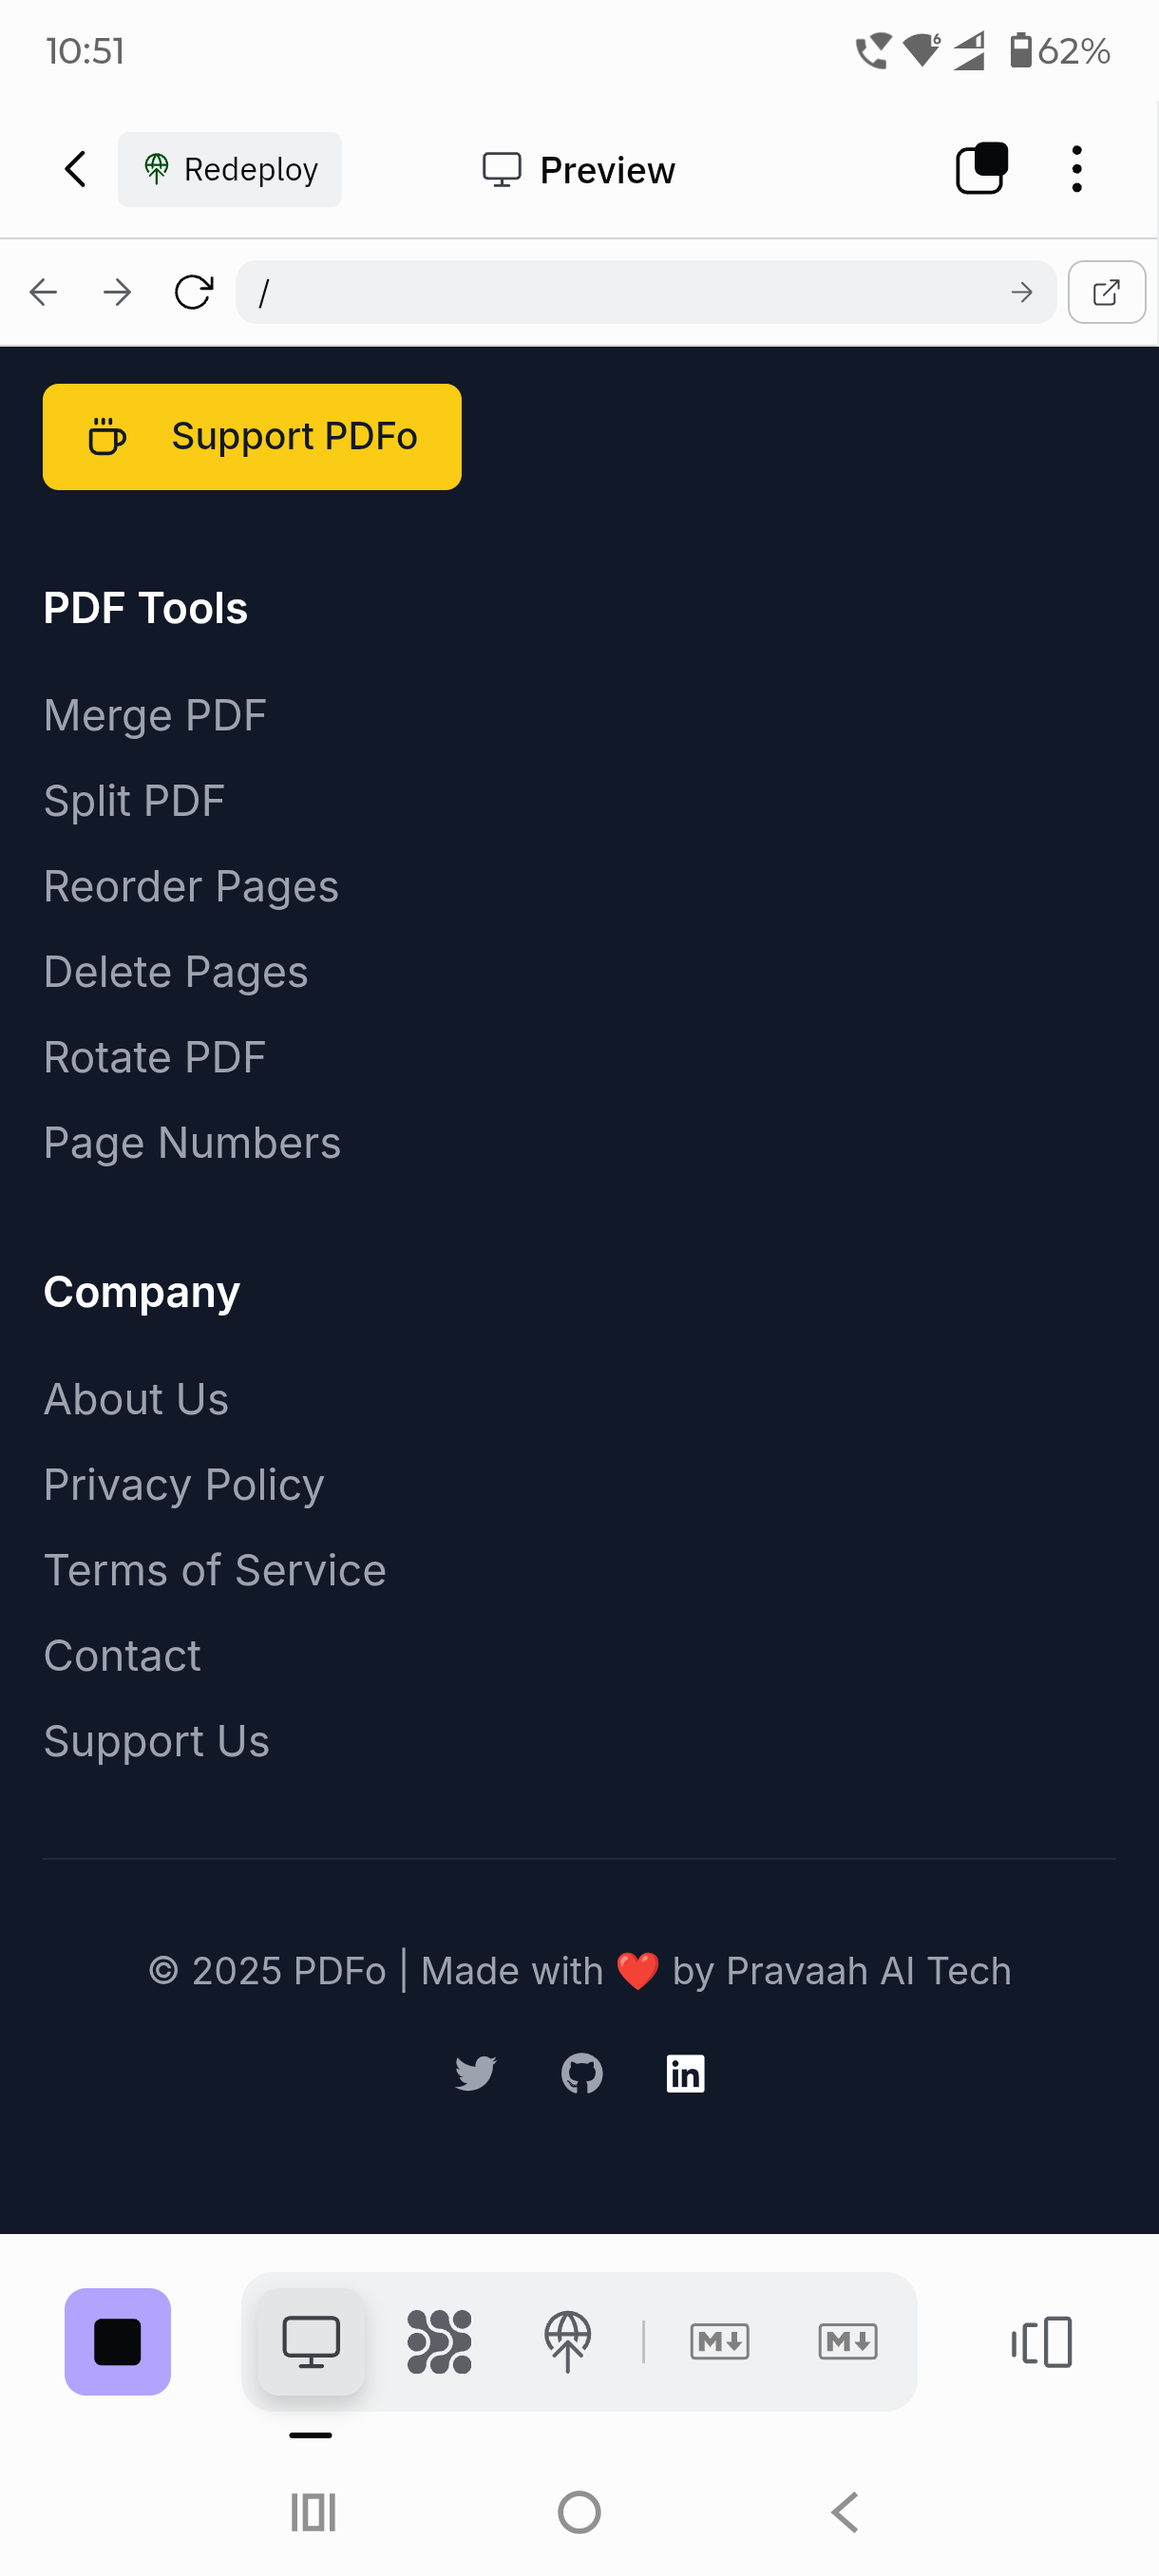 10:51
62%
Redeploy
Preview
/
Support PDFo
PDF Tools
Merge PDF
Split PDF
Reorder Pages
Delete Pages
Rotate PDF
Page Numbers
Company
About Us
Privacy Policy
Terms of Service
Contact
Support Us
© 2025 PDFo | Made with ❤️ by Pravaah AI Tech
in
M M